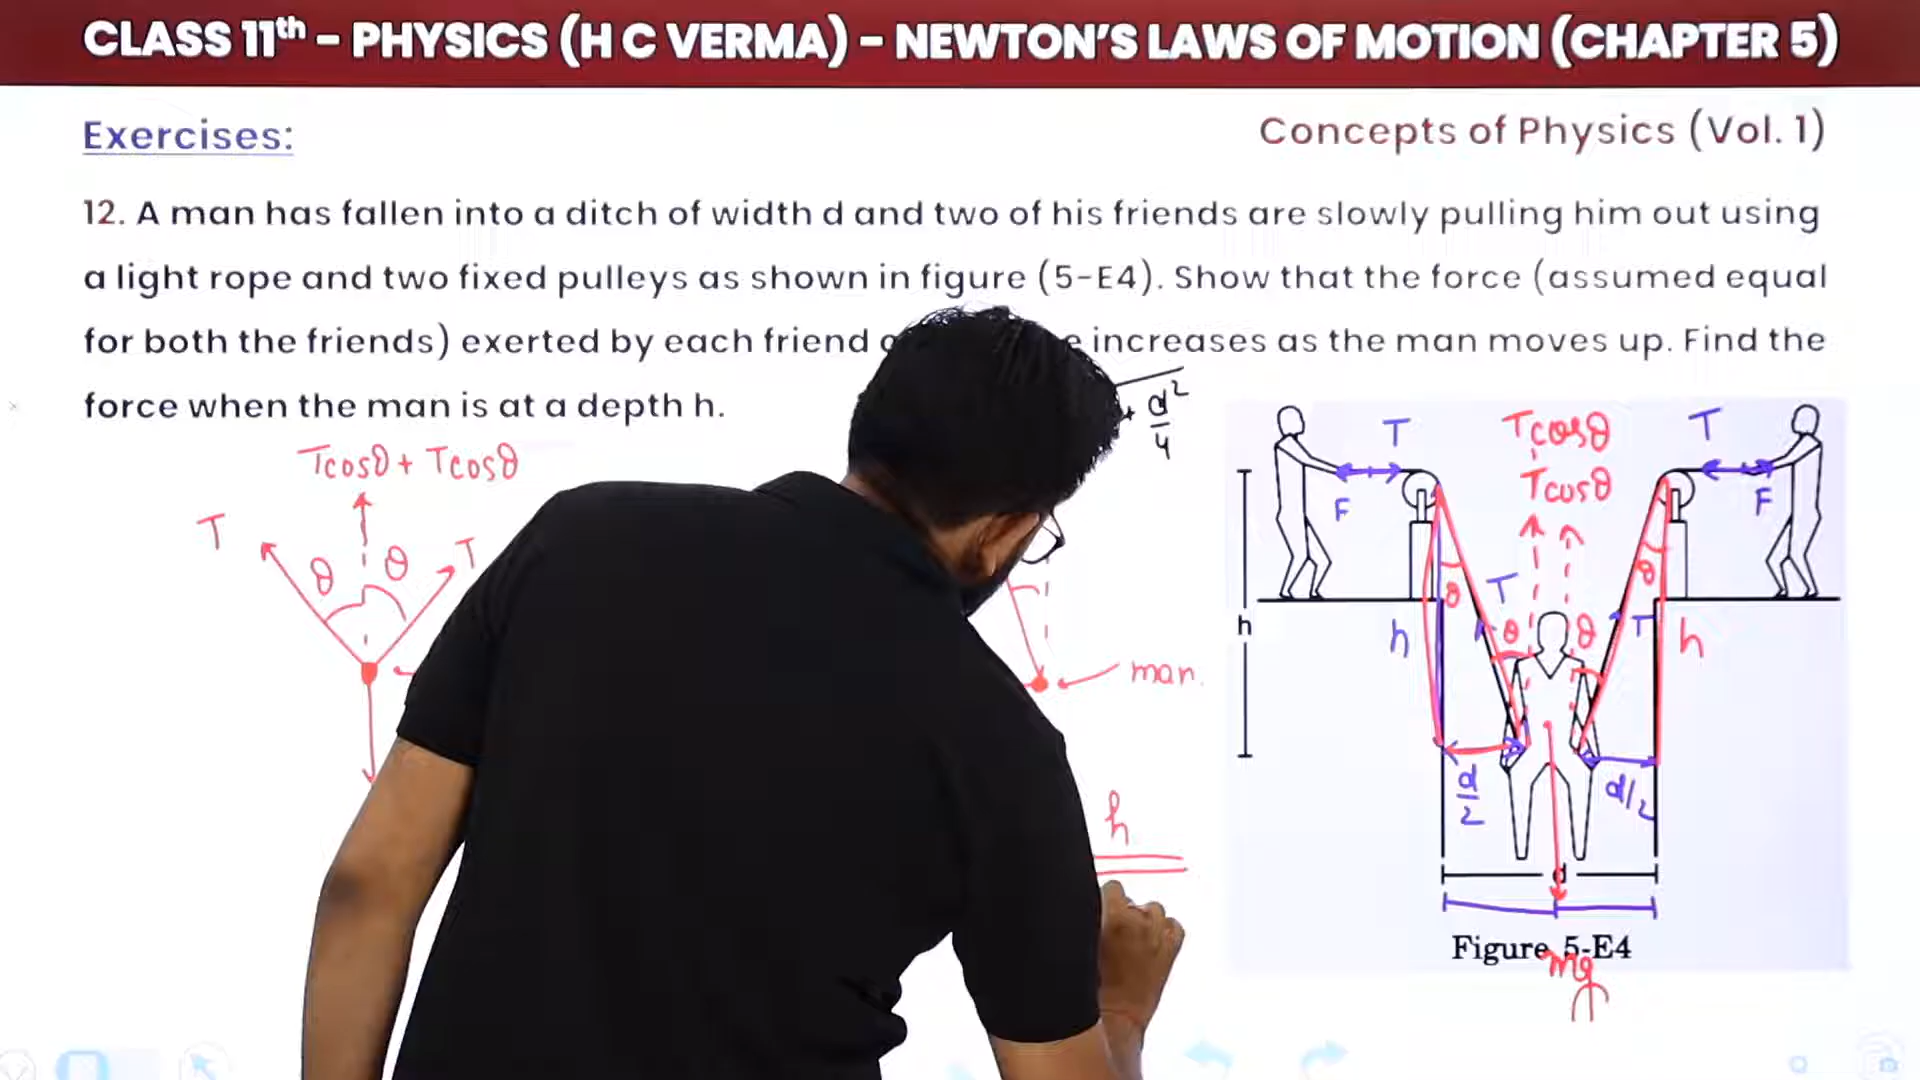 CLASS 11th - PHYSICS (H C VERMA) - NEWTON'S LAWS OF MOTION (CHAPTER 5)
Exercises:
Concepts of Physics (Vol. 1)
12. A man has fallen into a ditch of width d and two of his friends are slowly pulling him out using
a light rope and two fixed pulleys as shown in figure (5-E4). Show that the force (assumed equal
for both the friends) exerted by each friend increases as the man moves up. Find the
force when the man is at a depth h.
+ d²/4
Tcosθ + Tcosθ
T
θ
θ
T
man.
h
T
Tcosθ
T
Tcosθ
F
F
h
h
θ
T
θ
θ
T
θ
h
d/2
d/2
d
Figure 5-E4
mg